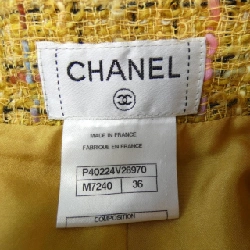 CHANEL
MADE IN FRANCE
FABRIQUE EN FRANCE
P40224V26970
M7240 36
COMPOSITION